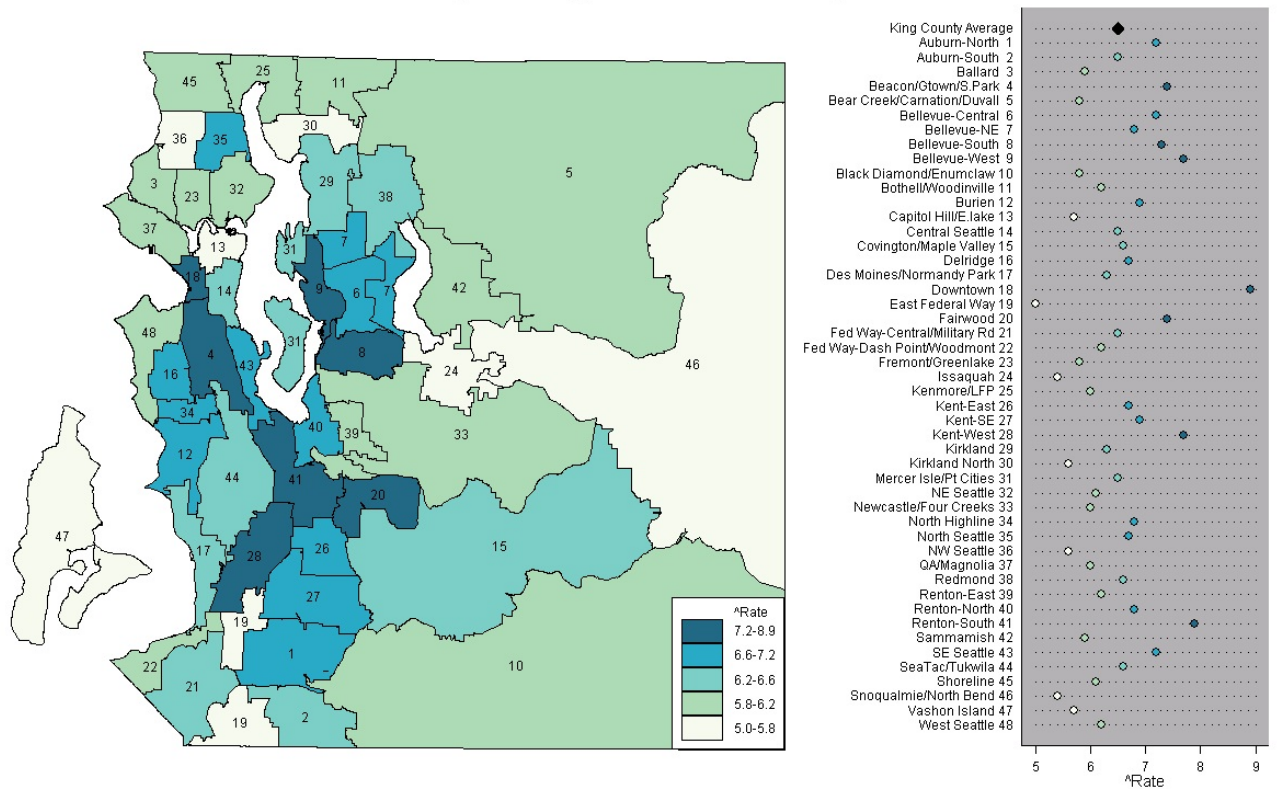 45
25
11
36
35
30
5
3
23
32
29
38
37
13
31
7
18
14
9
6
7
42
48
4
16
43
31
8
24
46
34
40
39
33
12
44
41
20
47
17
28
26
15
27
19
1
22
21
10
19
2
^Rate
7.2-8.9
6.6-7.2
6.2-6.6
5.8-6.2
5.0-5.8
King County Average
Auburn-North 1
Auburn-South 2
Ballard 3
Beacon/Gtown/S.Park 4
Bear Creek/Carnation/Duvall 5
Bellevue-Central 6
Bellevue-NE 7
Bellevue-South 8
Bellevue-West 9
Black Diamond/Enumclaw 10
Bothell/Woodinville 11
Burien 12
Capitol Hill/E.lake 13
Central Seattle 14
Covington/Maple Valley 15
Delridge 16
Des Moines/Normandy Park 17
Downtown 18
East Federal Way 19
Fairwood 20
Fed Way-Central/Military Rd 21
Fed Way-Dash Point/Woodmont 22
Fremont/Greenlake 23
Issaquah 24
Kenmore/LFP 25
Kent-East 26
Kent-SE 27
Kent-West 28
Kirkland 29
Kirkland North 30
Mercer Isle/Pt Cities 31
NE Seattle 32
Newcastle/Four Creeks 33
North Highline 34
North Seattle 35
NW Seattle 36
QA/Magnolia 37
Redmond 38
Renton-East 39
Renton-North 40
Renton-South 41
Sammamish 42
SE Seattle 43
SeaTac/Tukwila 44
Shoreline 45
Snoqualmie/North Bend 46
Vashon Island 47
West Seattle 48
5 6 7 8 9
^Rate